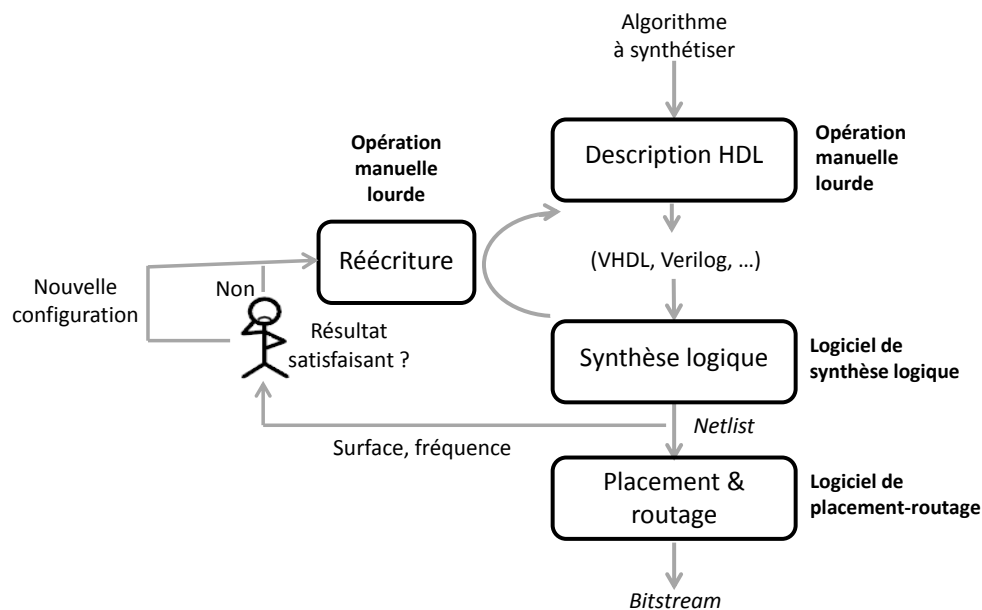 Algorithme
à synthétiser
Description HDL
Opération
manuelle
lourde
Opération
manuelle
lourde
Réécriture
(VHDL, Verilog, …)
Nouvelle
configuration
Non
Résultat
satisfaisant ?
Synthèse logique
Logiciel de
synthèse logique
Netlist
Surface, fréquence
Placement &
routage
Logiciel de
placement-routage
Bitstream